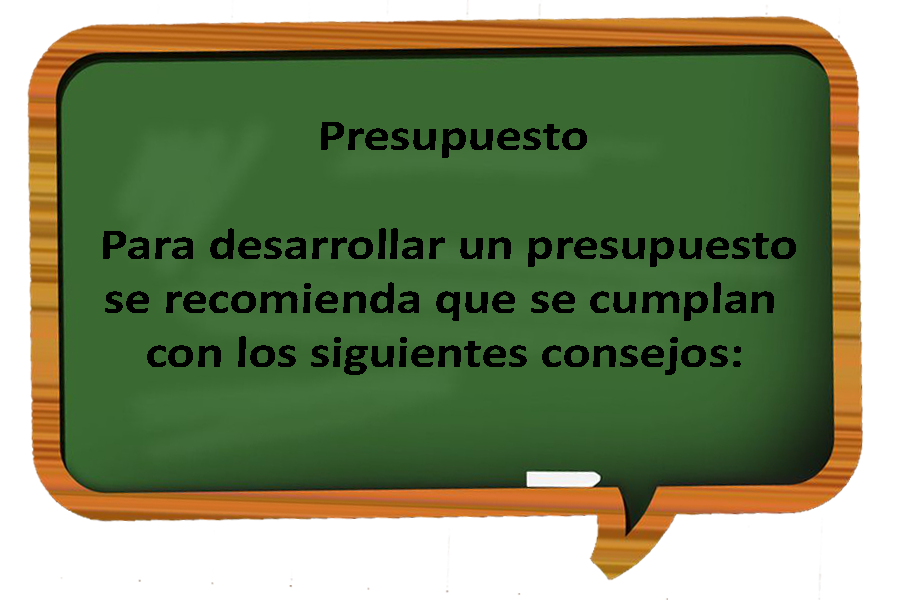 Presupuesto
Para desarrollar un presupuesto
se recomienda que se cumplan
con los siguientes consejos: